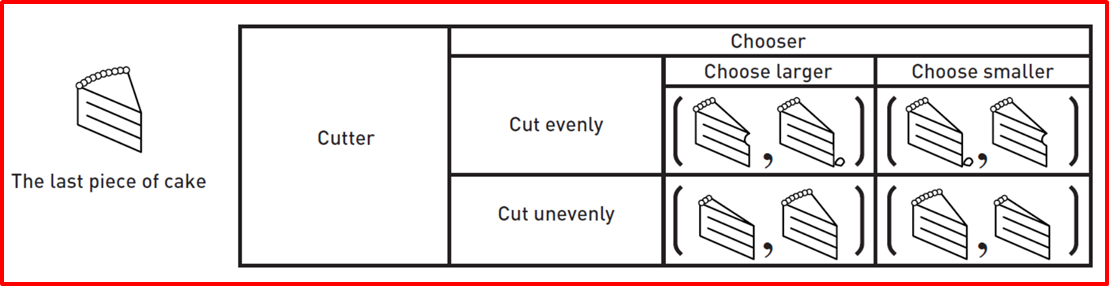 Chooser
Choose larger
Choose smaller
Cut evenly
Cutter
The last piece of cake
Cut unevenly
( , )
( , )
( , )
( , )